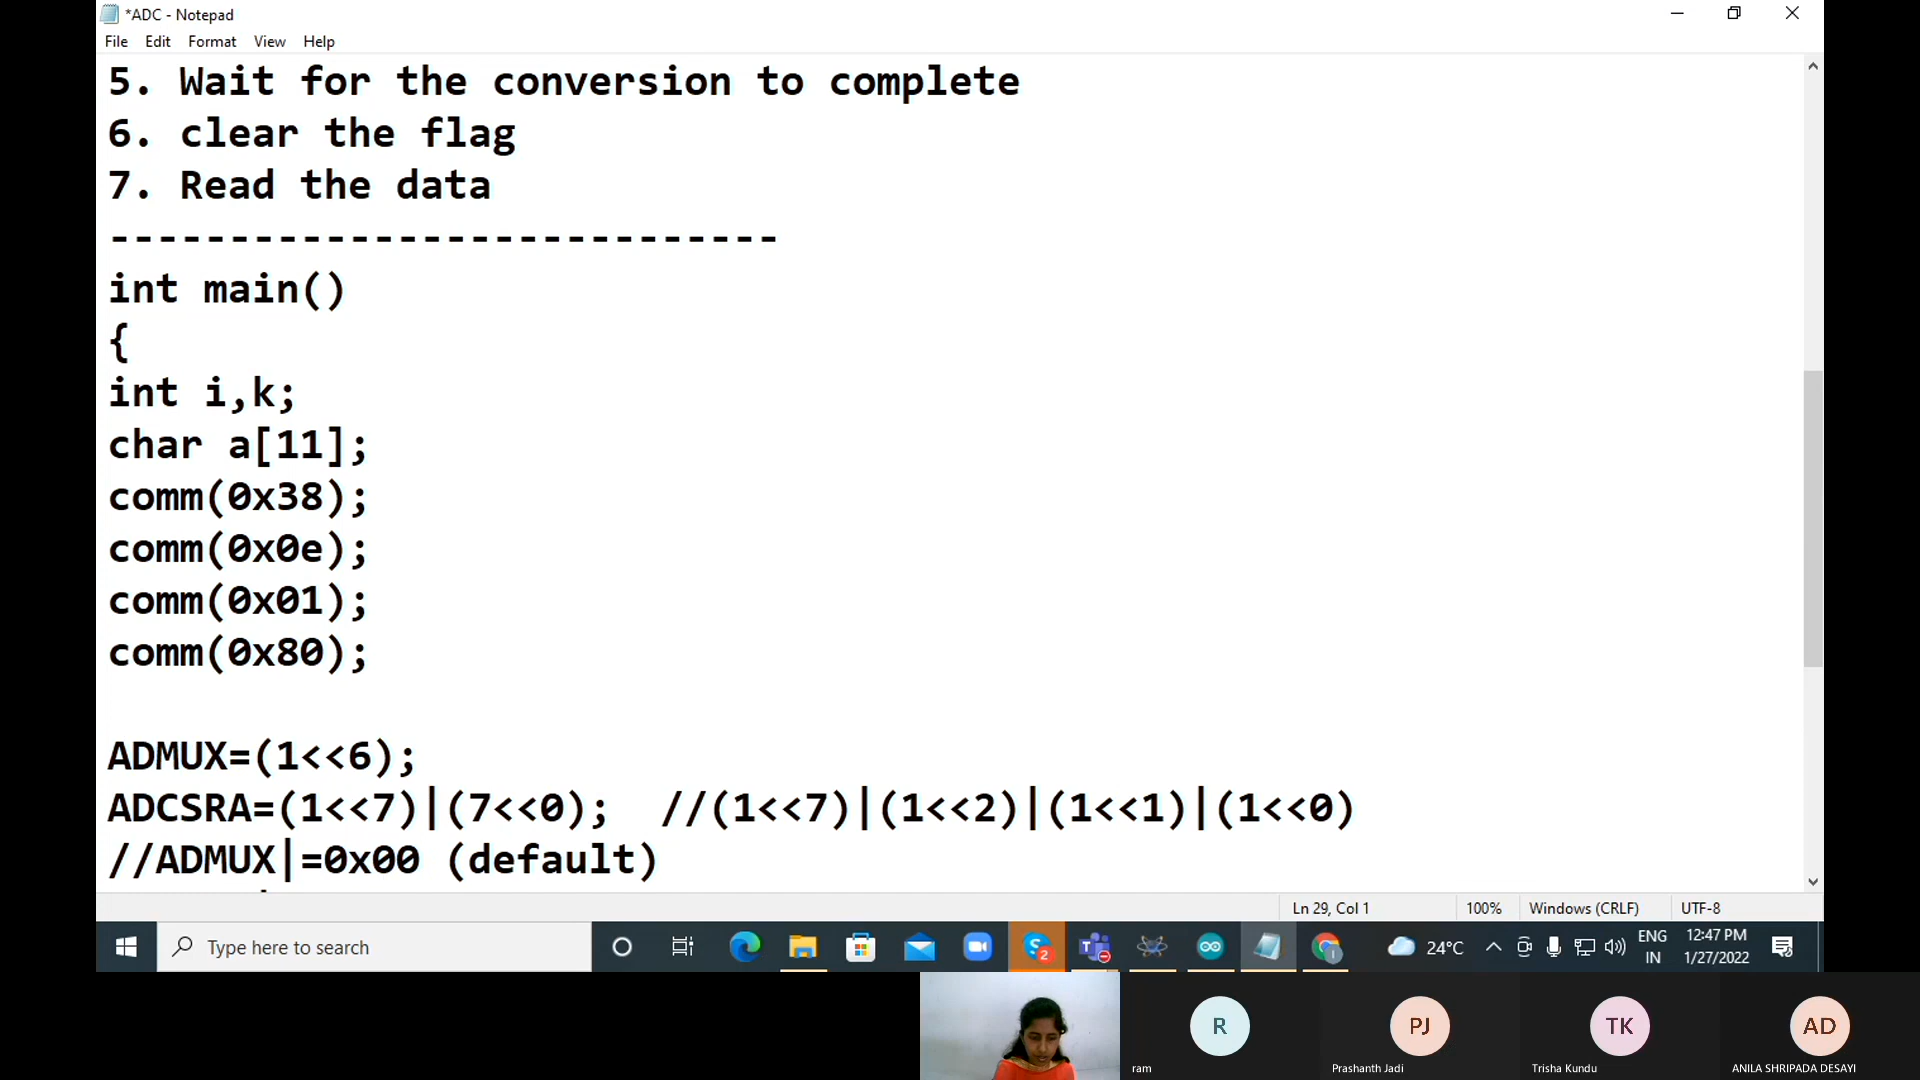 *ADC - Notepad
File Edit Format View Help
5. Wait for the conversion to complete
6. clear the flag
7. Read the data
----------------------------
int main()
{
int i,k;
char a[11];
comm(0x38);
comm(0x0e);
comm(0x01);
comm(0x80);
ADMUX=(1<<6);
ADCSRA=(1<<7)|(7<<0); //(1<<7)|(1<<2)|(1<<1)|(1<<0)
//ADMUX|=0x00 (default)
Ln 29, Col 1 100% Windows (CRLF) UTF-8
Type here to search
S 2
T
I
24°C
ENG
IN
12:47 PM
1/27/2022
R
PJ
TK
AD
ram
Prashanth Jadi
Trisha Kundu
ANILA SHRIPADA DESAYI